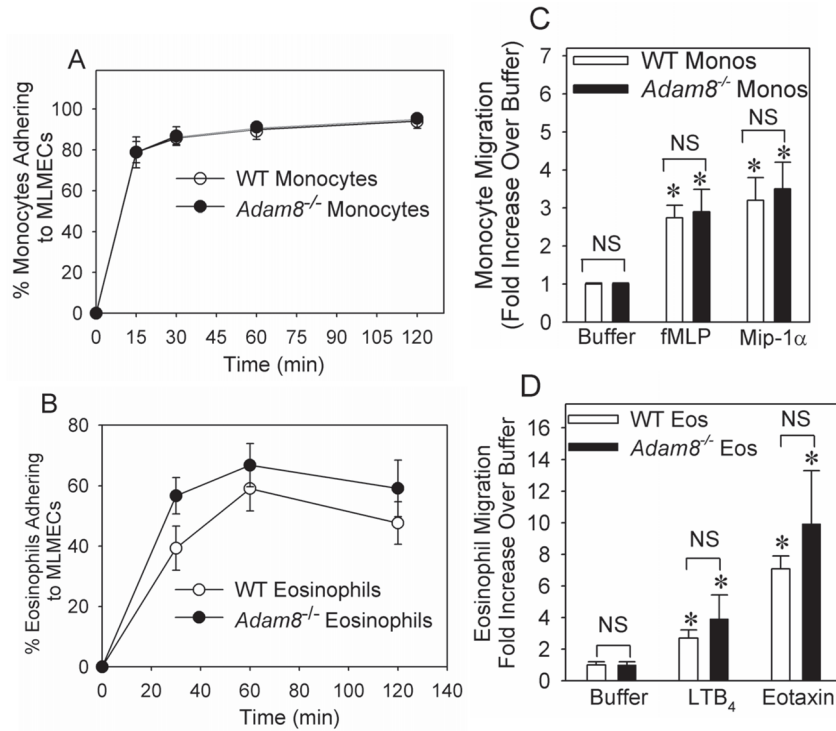 A
% Monocytes Adhering
to MLMECs
100
80
60
40
20
0
WT Monocytes
Adam8-/- Monocytes
0 15 30 45 60 75 90 105 120
Time (min)
B
% Eosinophils Adhering
to MLMECs
80
60
40
20
0
WT Eosinophils
Adam8-/- Eosinophils
0 20 40 60 80 100 120 140
Time (min)
C
Monocyte Migration
(Fold Increase Over Buffer)
7
6
5
4
3
2
1
WT Monos
Adam8-/- Monos
NS
NS
NS
* * * *
Buffer fMLP Mip-1α
D
Eosinophil Migration
Fold Increase Over Buffer
16
14
12
10
8
6
4
2
0
WT Eos
Adam8-/- Eos
NS
NS
NS
* * * *
Buffer LTB4 Eotaxin